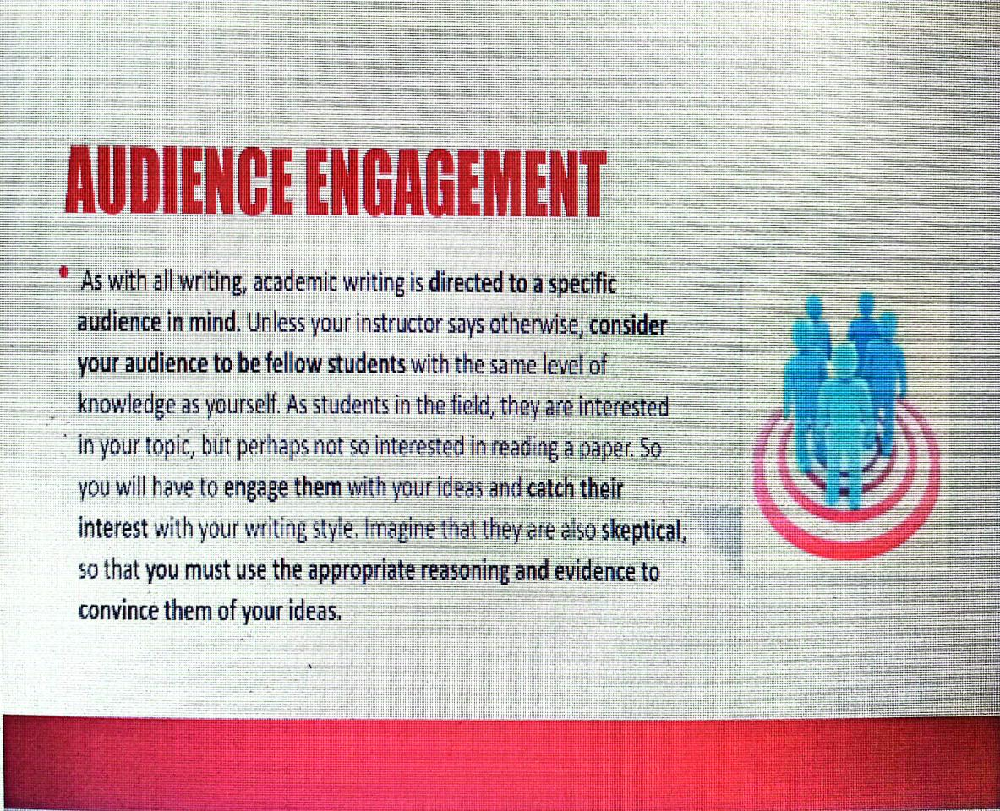 AUDIENCE ENGAGEMENT
• As with all writing, academic writing is directed to a specific
audience in mind. Unless your instructor says otherwise, consider
your audience to be fellow students with the same level of
knowledge as yourself. As students in the field, they are interested
in your topic, but perhaps not so interested in reading a paper. So
you will have to engage them with your ideas and catch their
interest with your writing style. Imagine that they are also skeptical,
so that you must use the appropriate reasoning and evidence to
convince them of your ideas.